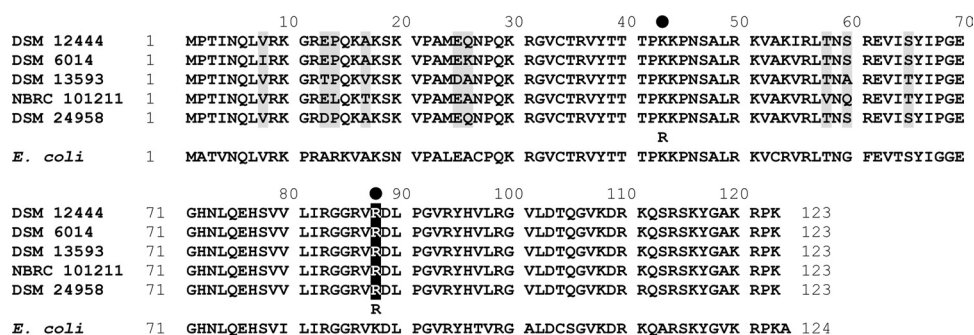 10 20 30 40 50 60 70
DSM 12444 1 MPTINQLVRK GREPQKAKSK VPAMEQNPQK RGVCTRVYTT TPKKPNSALR KVAKIRLTNS REVISYIPGE
DSM 6014 1 MPTINQLIRK GREPQKAKSK VPAMEKNPQK RGVCTRVYTT TPKKPNSALR KVAKVRLTNS REVISYIPGE
DSM 13593 1 MPTINQLVRK GRTPQKAKSK VPAMDANPQK RGVCTRVYTT TPKKPNSALR KVAKVRLTNA REVISYIPGE
NBRC 101211 1 MPTINQLVRK GRELQKTKSK VPAMEANPQK RGVCTRVYTT TPKKPNSALR KVAKVRLVNQ REVITYIPGE
DSM 24958 1 MPTINQLVRK GRDPQKAKSK VPAMEQNPQK RGVCTRVYTT TPKKPNSALR KVAKVRLTNS REVISYIPGE
R
E. coli 1 MATVNQLVRK PRARKVAKSN VPALEACPQK RGVCTRVYTT TPKKPNSALR KVCRVRLTNG FEVTSYIGGE
80 90 100 110 120
DSM 12444 71 GHNLQEHSVV LIRGGRVRDL PGVRYHVLRG VLDTQGVKDR KQSRSKYGAK RPK 123
DSM 6014 71 GHNLQEHSVV LIRGGRVRDL PGVRYHVLRG VLDTQGVKDR KQSRSKYGAK RPK 123
DSM 13593 71 GHNLQEHSVV LIRGGRVRDL PGVRYHVLRG VLDTQGVKDR KQSRSKYGAK RPK 123
NBRC 101211 71 GHNLQEHSVV LIRGGRVRDL PGVRYHVLRG VLDTQGVKDR KQSRSKYGAK RPK 123
DSM 24958 71 GHNLQEHSVV LIRGGRVRDL PGVRYHVLRG VLDTQGVKDR KQSRSKYGAK RPK 123
R
E. coli 71 GHNLQEHSVI LIRGGRVKDL PGVRYHTVRG ALDCSGVKDR KQARSKYGVK RPKA 124